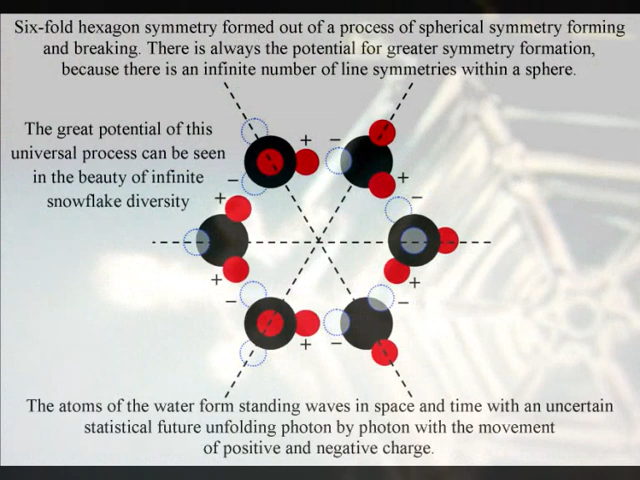 Six-fold hexagon symmetry formed out of a process of spherical symmetry forming
and breaking. There is always the potential for greater symmetry formation,
because there is an infinite number of line symmetries within a sphere.
The great potential of this
universal process can be seen
in the beauty of infinite
snowflake diversity
+ −
− +
+ −
+ +
− −
+ −
The atoms of the water form standing waves in space and time with an uncertain
statistical future unfolding photon by photon with the movement
of positive and negative charge.